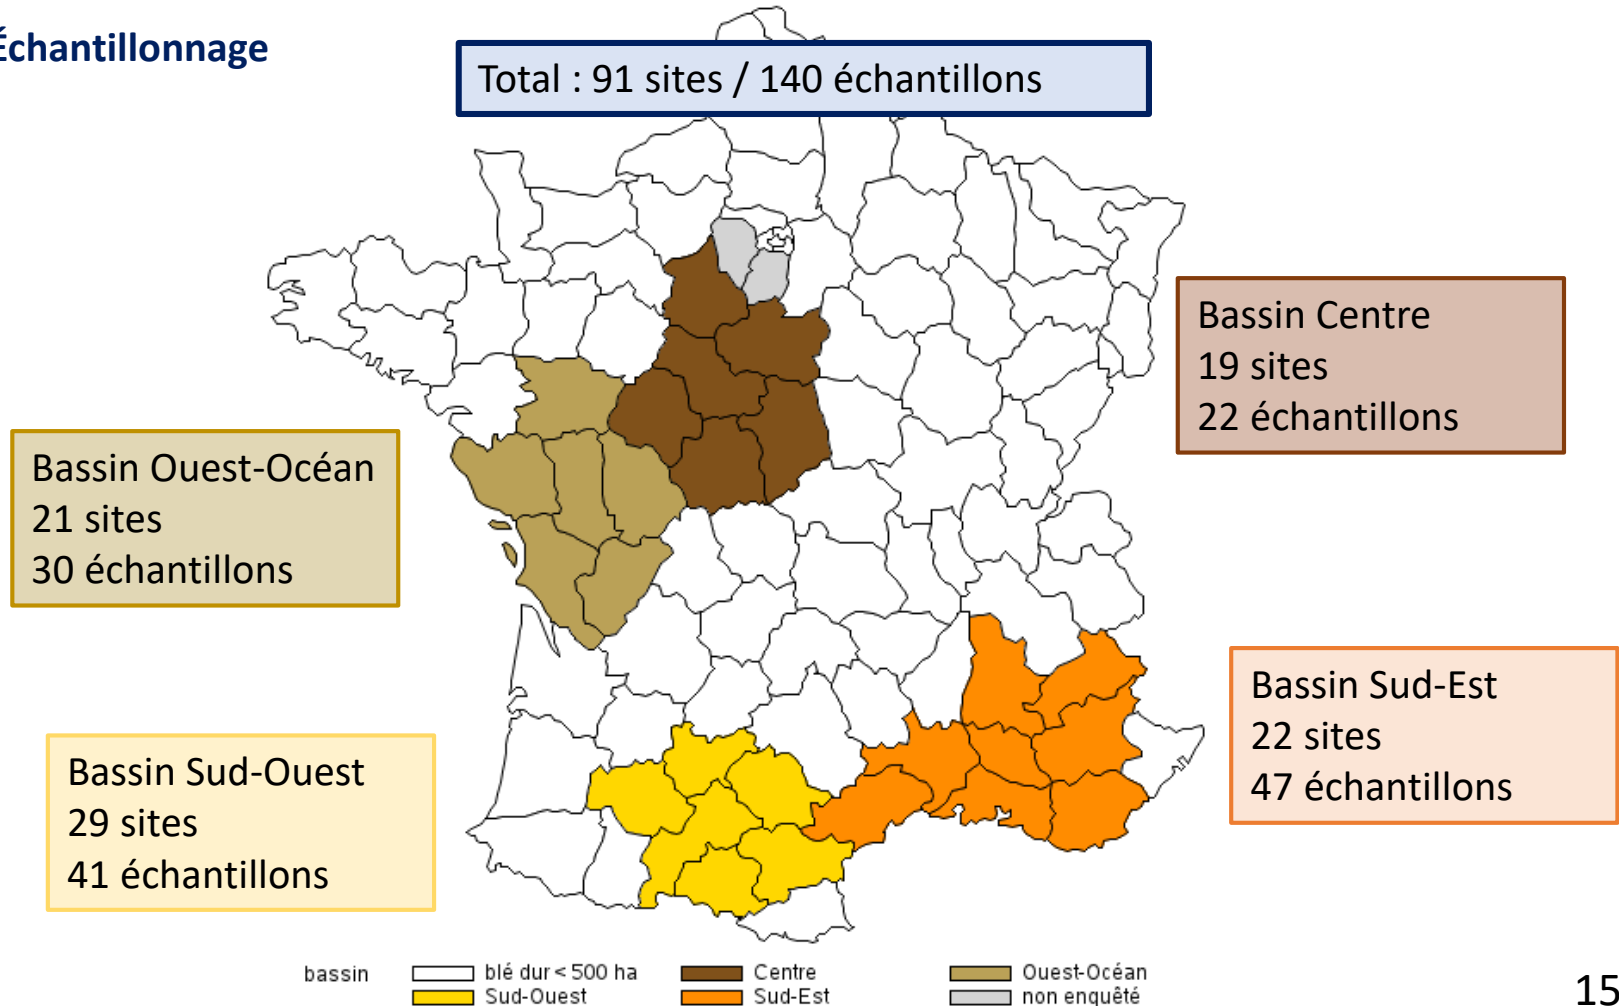 Échantillonnage
Total : 91 sites / 140 échantillons
Bassin Centre
19 sites
22 échantillons
Bassin Ouest-Océan
21 sites
30 échantillons
Bassin Sud-Est
22 sites
47 échantillons
Bassin Sud-Ouest
29 sites
41 échantillons
bassin
blé dur < 500 ha
Centre
Ouest-Océan
Sud-Ouest
Sud-Est
non enquêté
15